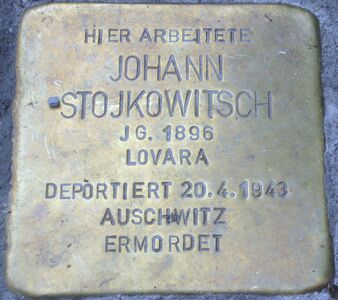 HIER ARBEITETE
JOHANN
STOJKOWITSCH
JG. 1896
LOVARA
DEPORTIERT 20.4.1943
AUSCHWITZ
ERMORDET